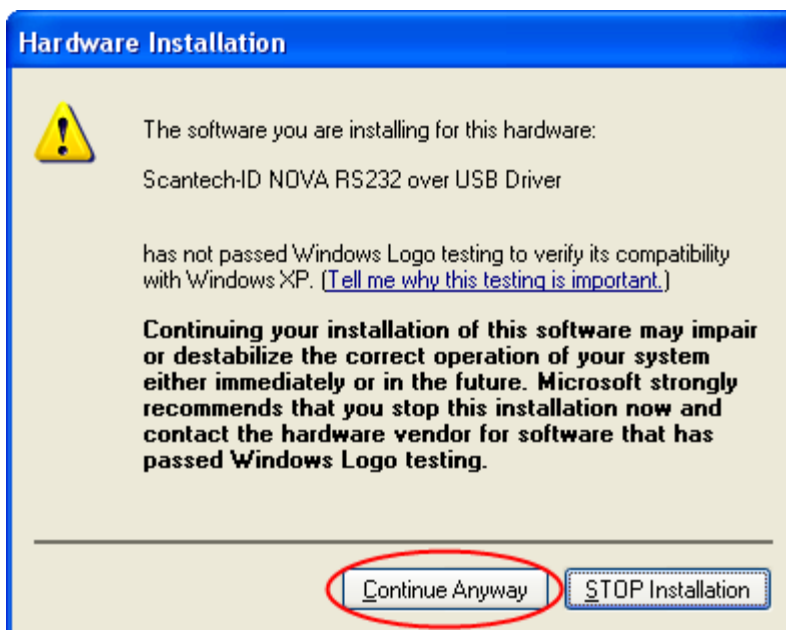 Hardware Installation
The software you are installing for this hardware:
Scantech-ID NOVA RS232 over USB Driver
has not passed Windows Logo testing to verify its compatibility
with Windows XP. (Tell me why this testing is important.)
Continuing your installation of this software may impair
or destabilize the correct operation of your system
either immediately or in the future. Microsoft strongly
recommends that you stop this installation now and
contact the hardware vendor for software that has
passed Windows Logo testing.
Continue Anyway STOP Installation